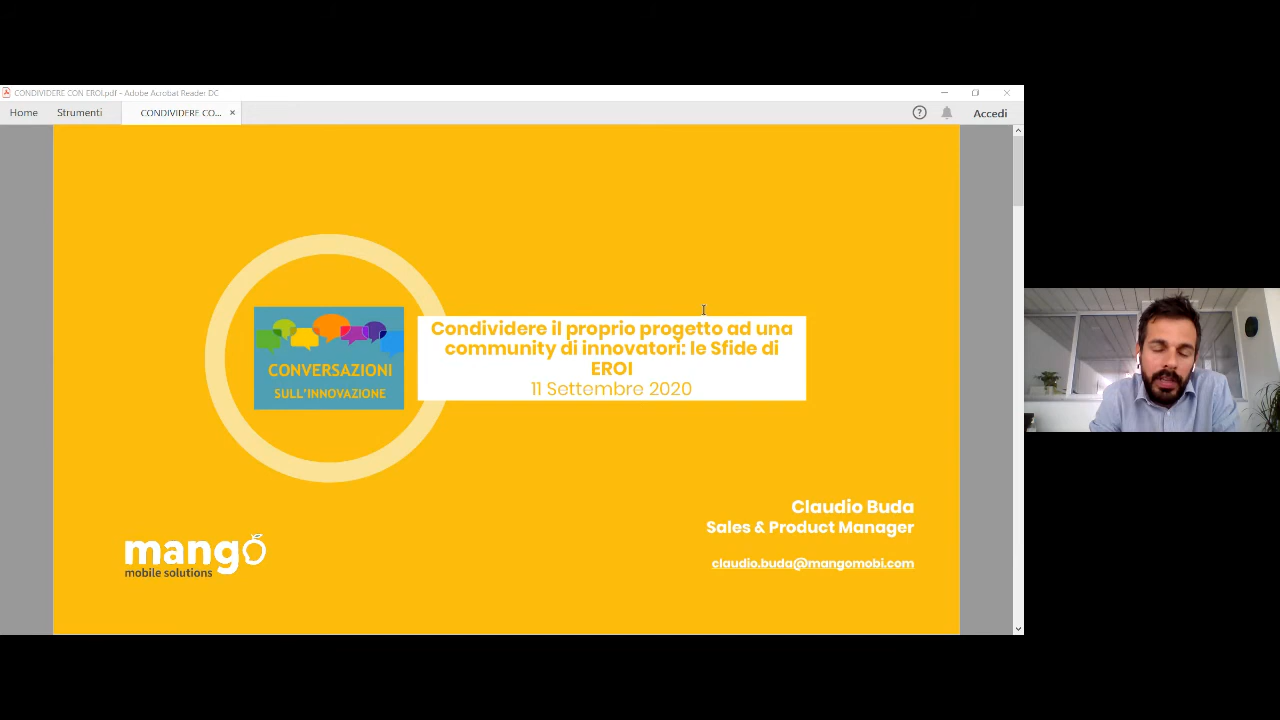 CONDIVIDERE CON EROI.pdf - Adobe Acrobat Reader DC
Home
Strumenti
CONDIVIDERE CO...
Accedi
CONVERSAZIONI
SULL'INNOVAZIONE
Condividere il proprio progetto ad una
community di innovatori: le Sfide di
EROI
11 Settembre 2020
Claudio Buda
Sales & Product Manager
claudio.buda@mangomobi.com
mango
mobile solutions